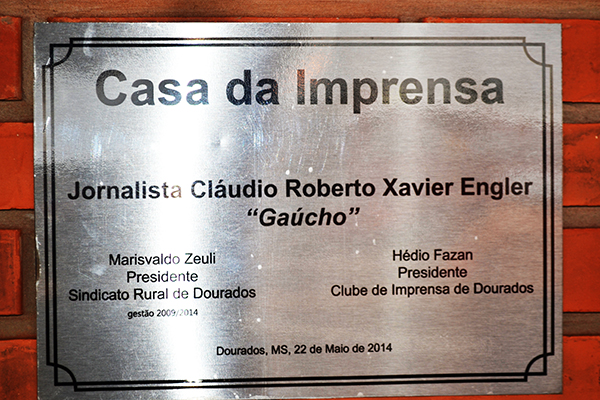 Casa da Imprensa
Jornalista Cláudio Roberto Xavier Engler
“Gaúcho”
Marisvaldo Zeuli
Presidente
Sindicato Rural de Dourados
gestão 2009/2014
Hédio Fazan
Presidente
Clube de Imprensa de Dourados
Dourados, MS, 22 de Maio de 2014